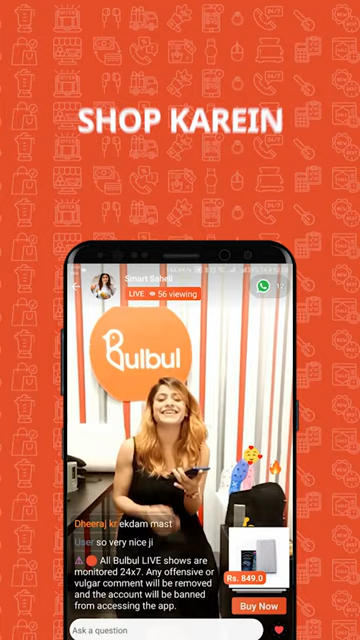 SHOP KAREIN
Smart Saheli
LIVE 56 viewing
12
Bulbul
Dheeraj kr ekdam mast
User so very nice ji
All Bulbul LIVE shows are
monitored 24x7. Any offensive or
vulgar comment will be removed
and the account will be banned
from accessing the app.
Rs. 849.0
Buy Now
Ask a question